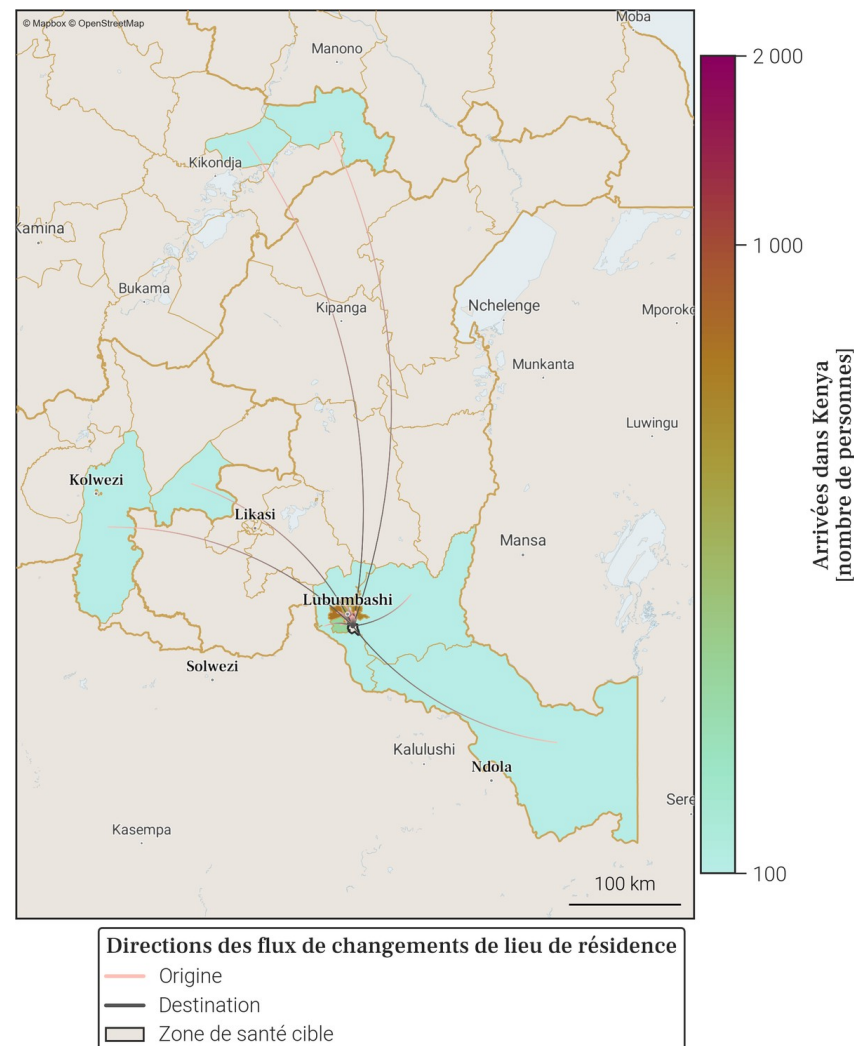 © Mapbox © OpenStreetMap
Moba
Manono
Kikondja
Kamina
Bukama
Kipanga
Nchelenge
Mporoko
Munkanta
Luwingu
Kolwezi
Likasi
Mansa
Lubumbashi
Solwezi
Kalulushi
Ndola
Sere
Kasempa
100 km
2 000
1 000
100
Arrivées dans Kenya
[nombre de personnes]
Directions des flux de changements de lieu de résidence
Origine
Destination
Zone de santé cible